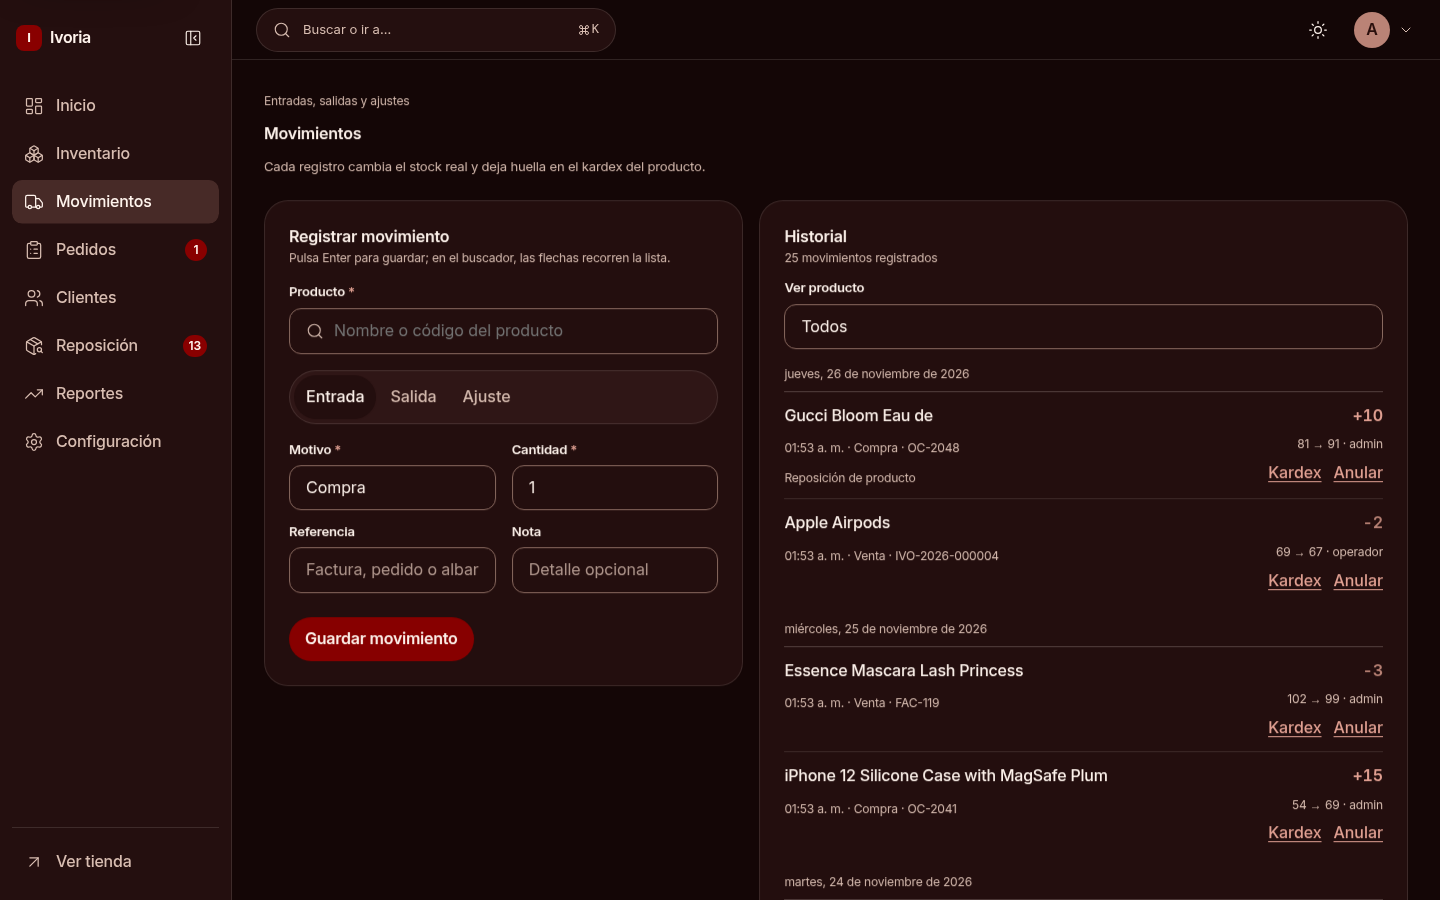 I Ivoria
Buscar o ir a... ⌘K
A
Inicio
Inventario
Movimientos
Pedidos 1
Clientes
Reposición 13
Reportes
Configuración
Ver tienda
Entradas, salidas y ajustes
Movimientos
Cada registro cambia el stock real y deja huella en el kardex del producto.
Registrar movimiento
Pulsa Enter para guardar; en el buscador, las flechas recorren la lista.
Producto *
Nombre o código del producto
Entrada Salida Ajuste
Motivo * Cantidad *
Compra 1
Referencia Nota
Factura, pedido o albar Detalle opcional
Guardar movimiento
Historial
25 movimientos registrados
Ver producto
Todos
jueves, 26 de noviembre de 2026
Gucci Bloom Eau de +10
01:53 a. m. · Compra · OC-2048 81 → 91 · admin
Reposición de producto Kardex Anular
Apple Airpods -2
01:53 a. m. · Venta · IVO-2026-000004 69 → 67 · operador
Kardex Anular
miércoles, 25 de noviembre de 2026
Essence Mascara Lash Princess -3
01:53 a. m. · Venta · FAC-119 102 → 99 · admin
Kardex Anular
iPhone 12 Silicone Case with MagSafe Plum +15
01:53 a. m. · Compra · OC-2041 54 → 69 · admin
Kardex Anular
martes, 24 de noviembre de 2026